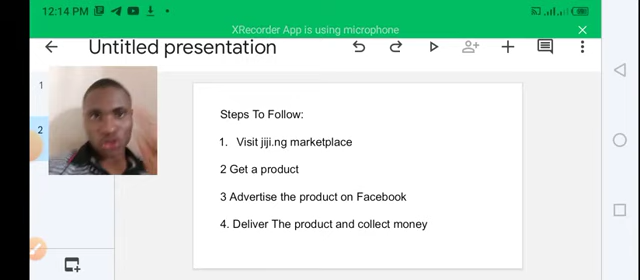 12:14 PM
XRecorder App is using microphone
Untitled presentation
1
2
Steps To Follow:
1. Visit jiji.ng marketplace
2 Get a product
3 Advertise the product on Facebook
4. Deliver The product and collect money